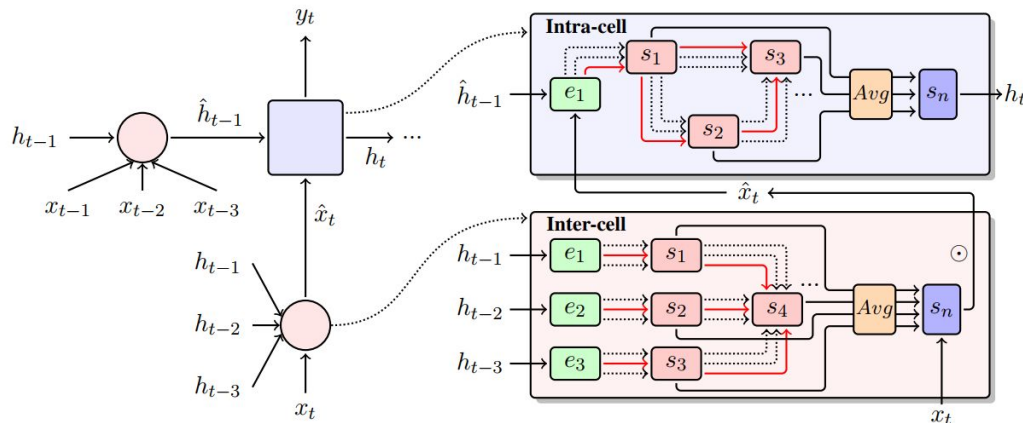 y_t
ĥ_{t−1}
h_{t−1}
h_t
...
x_{t−1}
x_{t−2}
x_{t−3}
x̂_t
h_{t−1}
h_{t−2}
h_{t−3}
x_t
Intra-cell
ĥ_{t−1}
e_1
s_1
s_3
s_2
...
Avg
s_n
h_t
x̂_t
Inter-cell
h_{t−1}
e_1
s_1
⊙
h_{t−2}
e_2
s_2
s_4
...
Avg
s_n
h_{t−3}
e_3
s_3
x_t